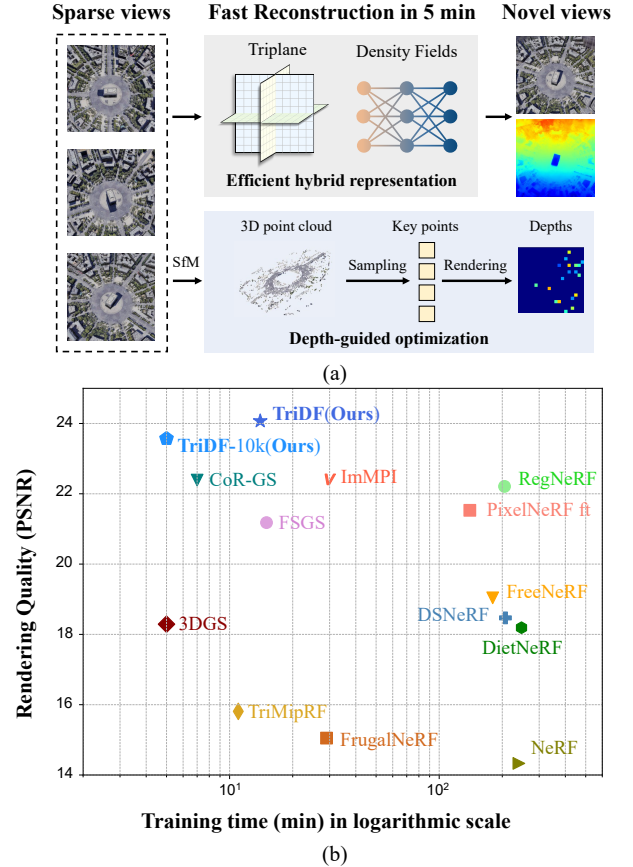 Sparse views
Fast Reconstruction in 5 min
Novel views
Triplane
Density Fields
Efficient hybrid representation
SfM
3D point cloud
Key points
Depths
Sampling
Rendering
Depth-guided optimization
(a)
24
22
20
18
16
14
Rendering Quality (PSNR)
TriDF(Ours)
TriDF-10k(Ours)
CoR-GS
ImMPI
RegNeRF
PixelNeRF ft
FSGS
FreeNeRF
DSNeRF
3DGS
DietNeRF
TriMipRF
FrugalNeRF
NeRF
10¹
10²
Training time (min) in logarithmic scale
(b)